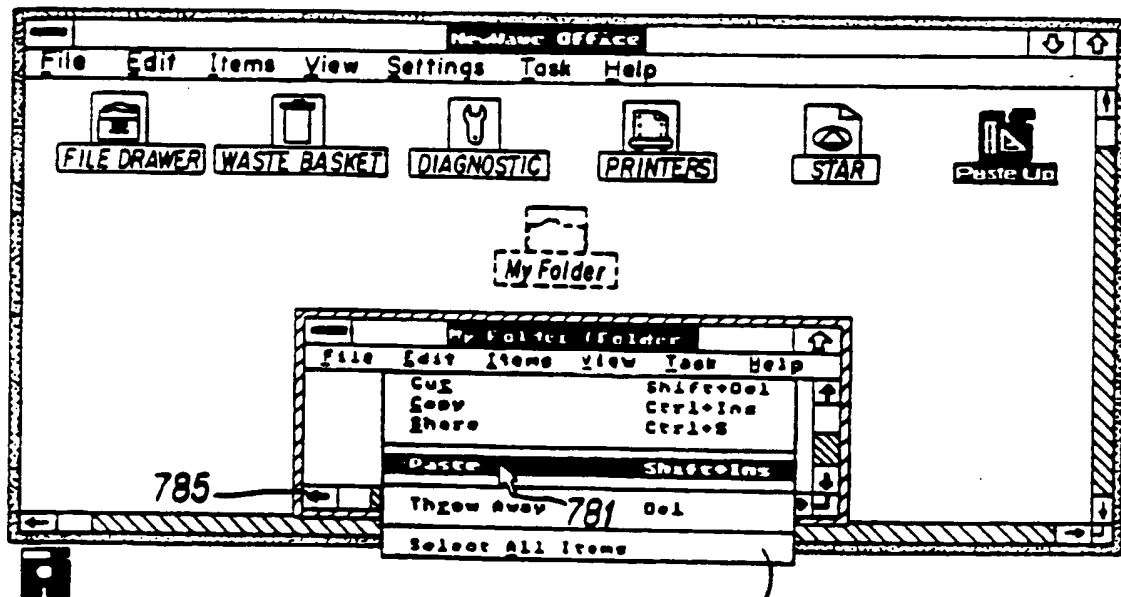 NewWave Office
File Edit Items View Settings Task Help
FILE DRAWER WASTE BASKET DIAGNOSTIC PRINTERS STAR Paste Up
My Folder
My Folder (Folder
File Edit Items View Task Help
Cut Shift+Del
Copy Ctrl+Ins
Share Ctrl+S
Paste Shift+Ins
785
Throw Away 781 Del
Select All Items